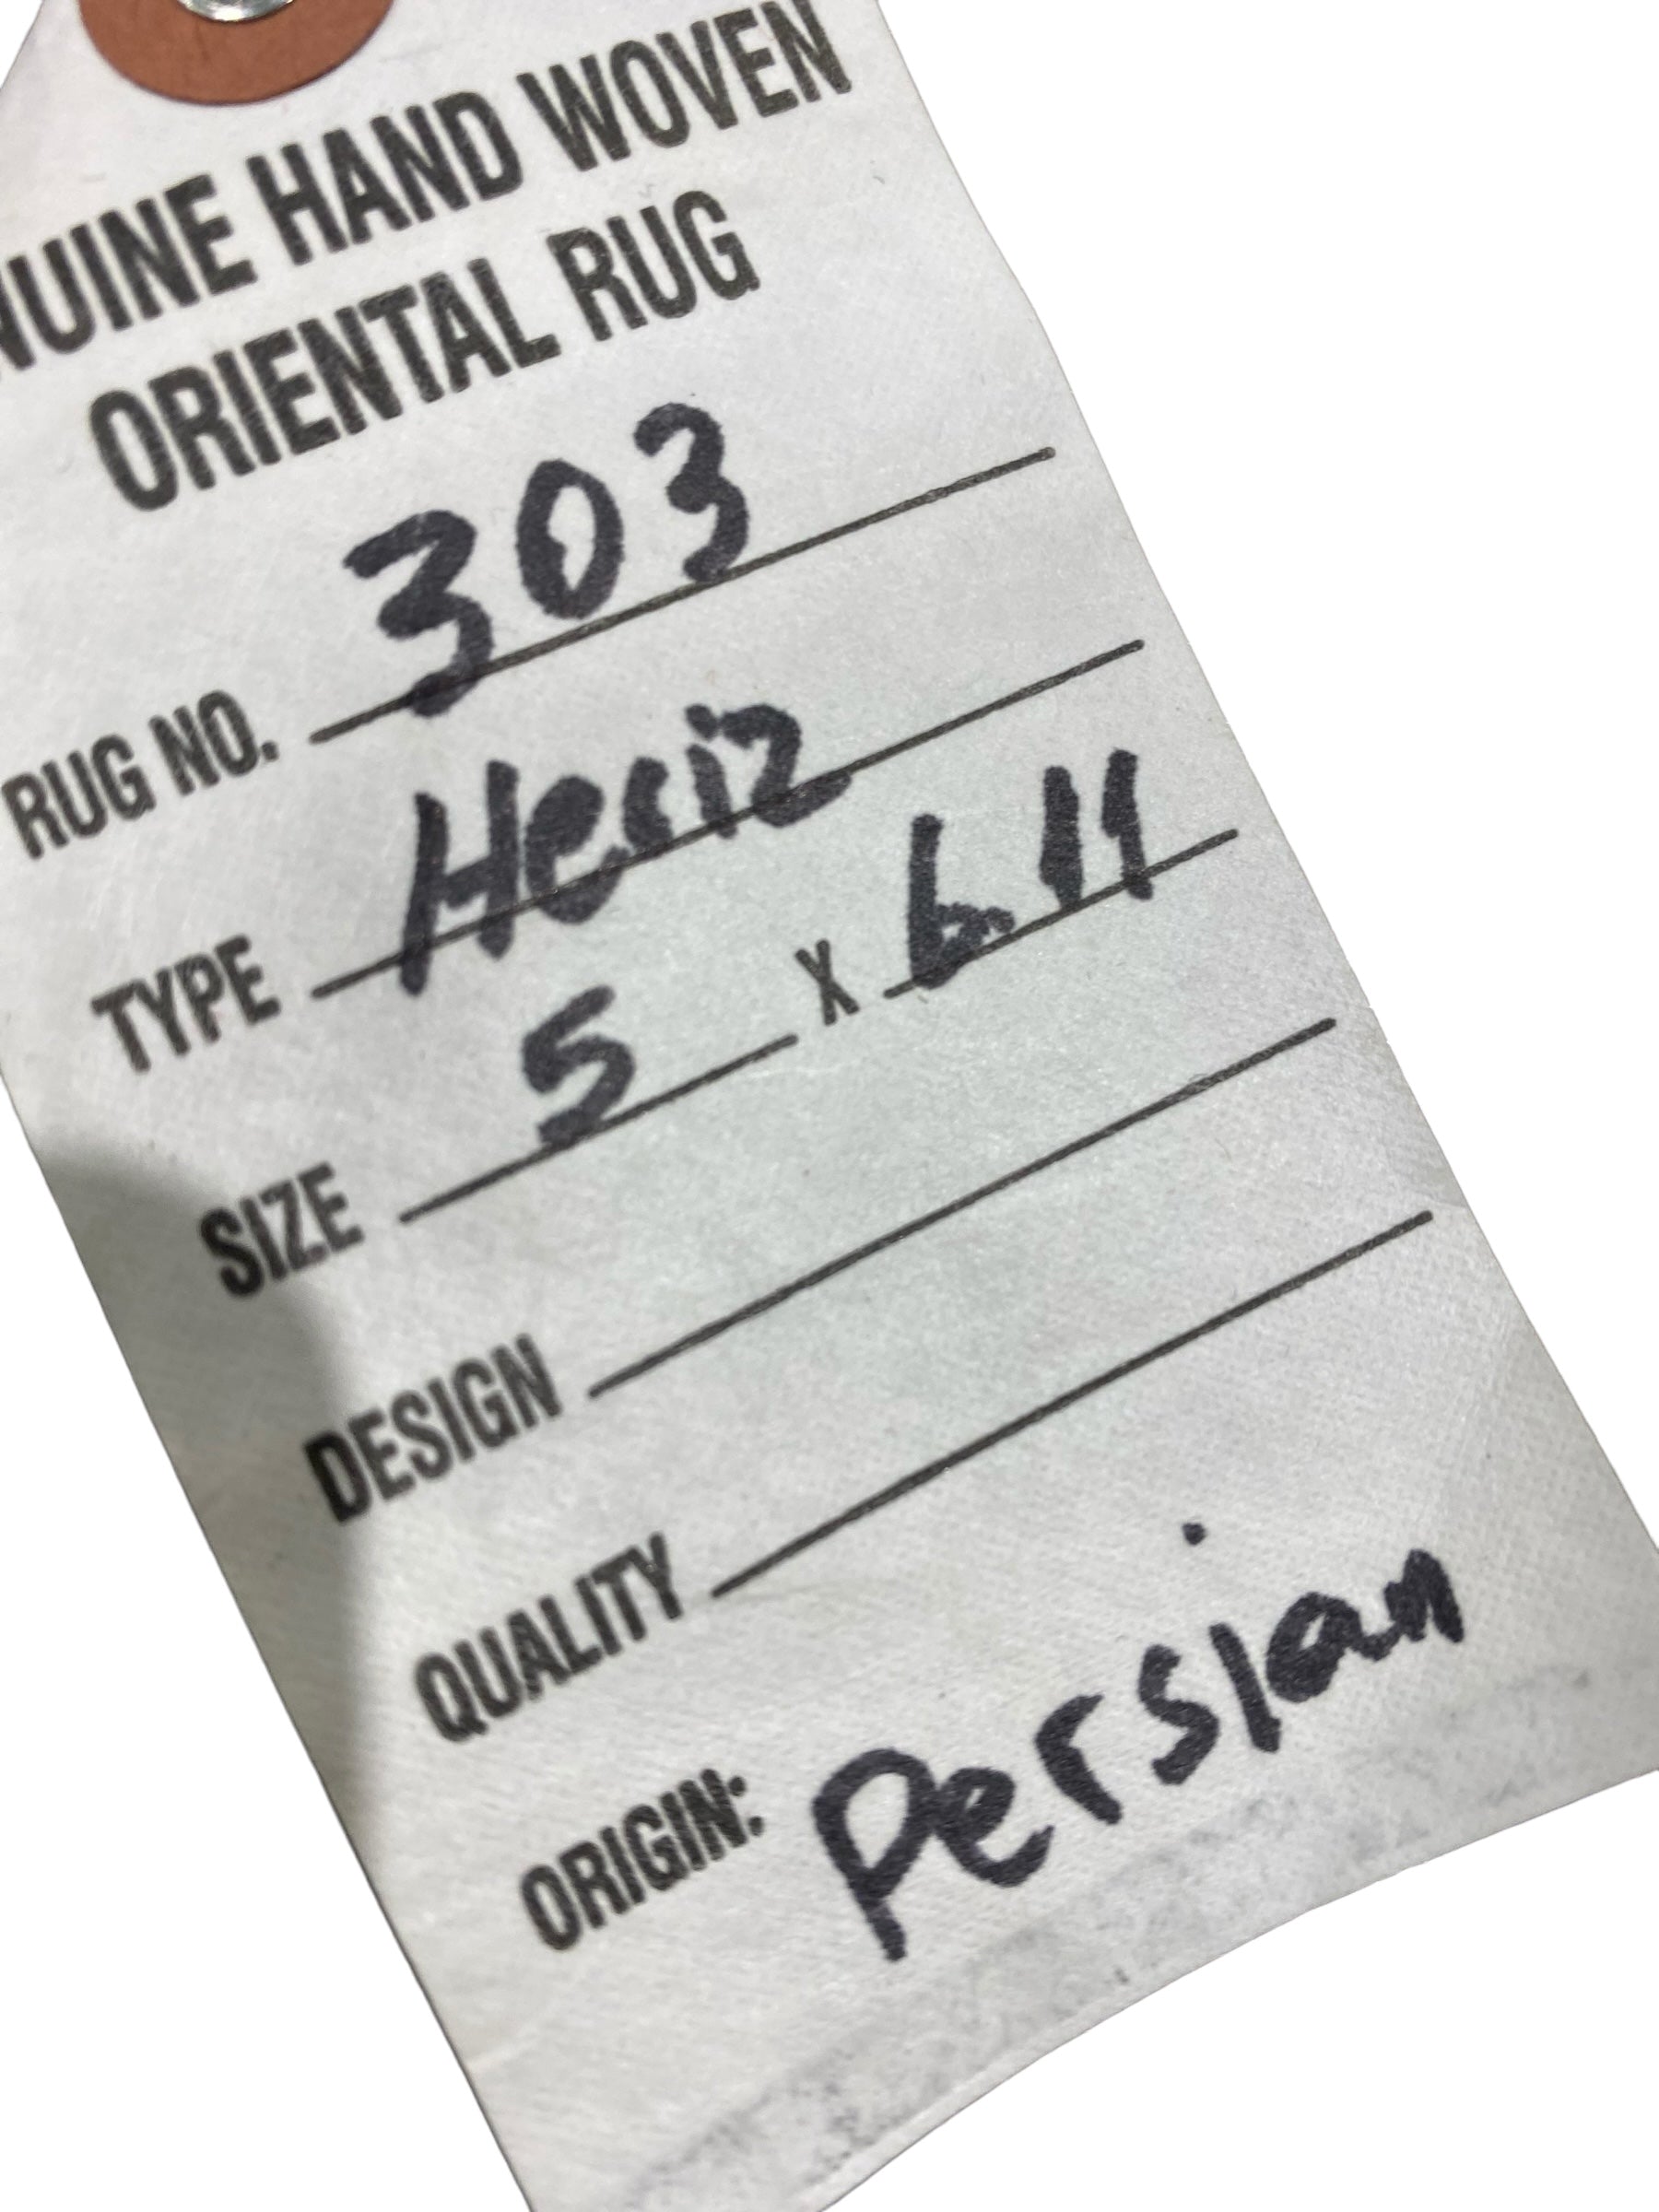 NUINE HAND WOVEN
ORIENTAL RUG
RUG NO. 303
TYPE Heriz
SIZE 5 X 6.11
DESIGN
QUALITY
ORIGIN: Persian